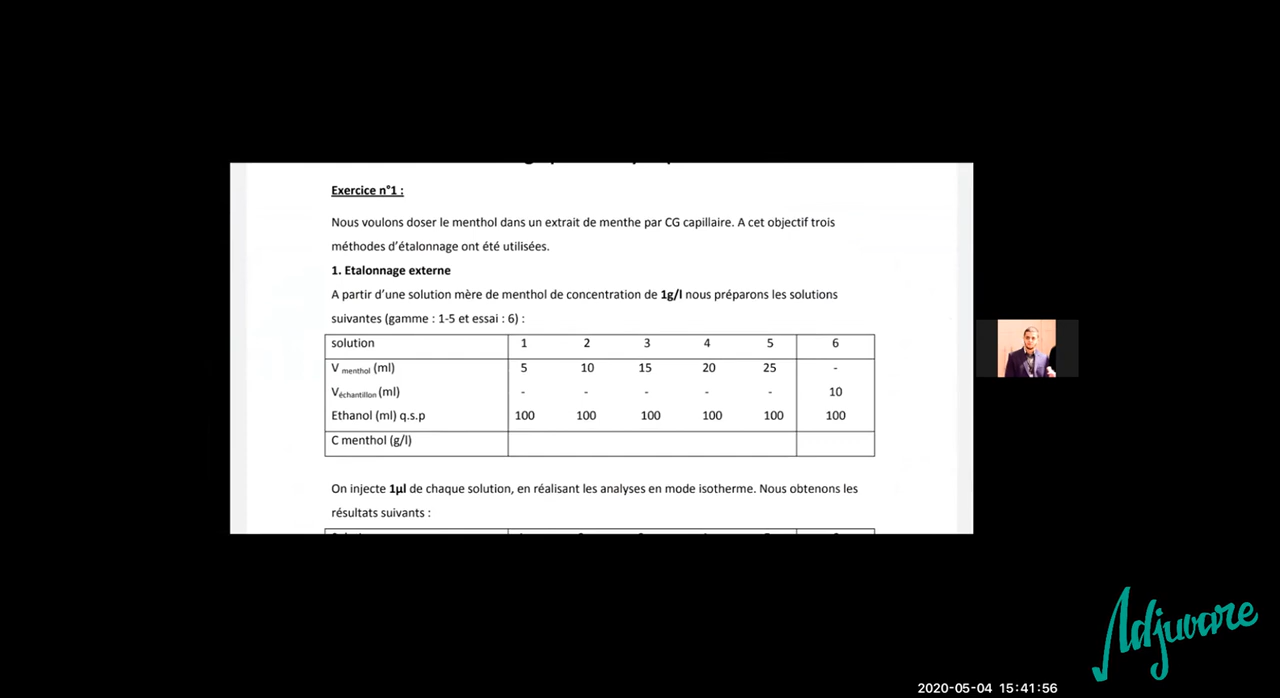 Exercice n°1 :
Nous voulons doser le menthol dans un extrait de menthe par CG capillaire. A cet objectif trois
méthodes d'étalonnage ont été utilisées.
1. Etalonnage externe
A partir d'une solution mère de menthol de concentration de 1g/l nous préparons les solutions
suivantes (gamme : 1-5 et essai : 6) :
solution 1 2 3 4 5 6
V menthol (ml) 5 10 15 20 25 -
Véchantillon (ml) - - - - - 10
Ethanol (ml) q.s.p 100 100 100 100 100 100
C menthol (g/l)
On injecte 1µl de chaque solution, en réalisant les analyses en mode isotherme. Nous obtenons les
résultats suivants :
Adjuvare
2020-05-04 15:41:56